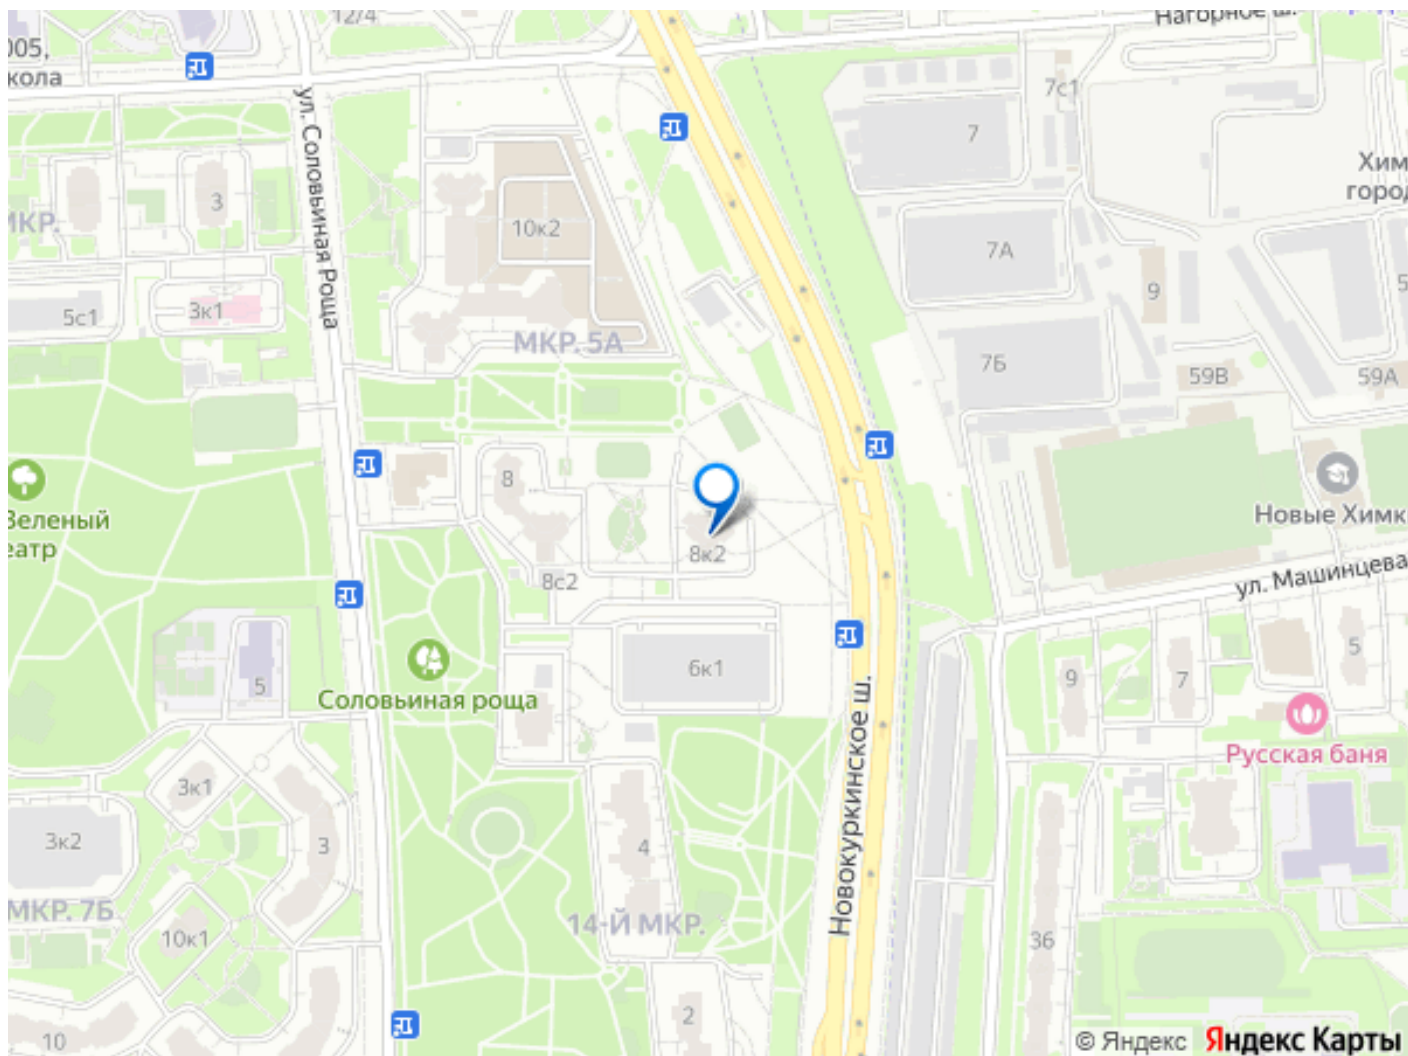 12/4
Нагорное ш.
005,
кола
7с1
7
ул. Соловьиная Роща
3
МКР.
10к2
Хим
город
7А
9
3к1
5с1
МКР. 5А
7Б
59В
59А
8
Зеленый
еатр
8к2
8с2
Новые Химк
ул. Машинцева
5
6к1
5
9
7
Соловьиная роща
Новокуркинское ш.
Русская баня
3к1
3к2
3
4
МКР. 7Б
14-Й МКР.
10к1
36
2
10
© Яндекс Яндекс Карты